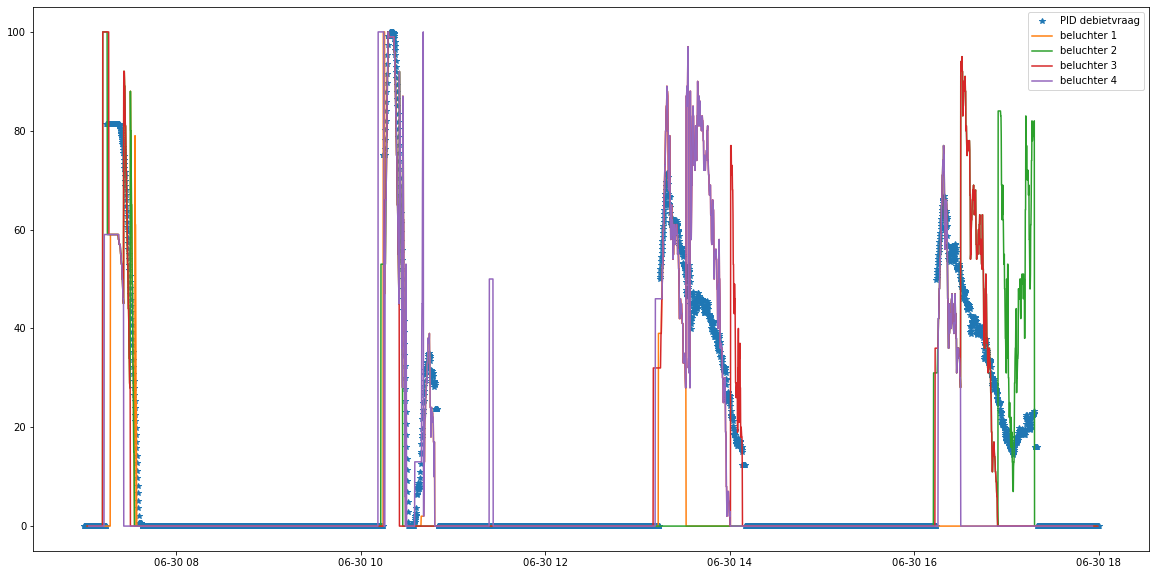 PID debietvraag
beluchter 1
beluchter 2
beluchter 3
beluchter 4
100
80
60
40
20
0
06-30 08
06-30 10
06-30 12
06-30 14
06-30 16
06-30 18